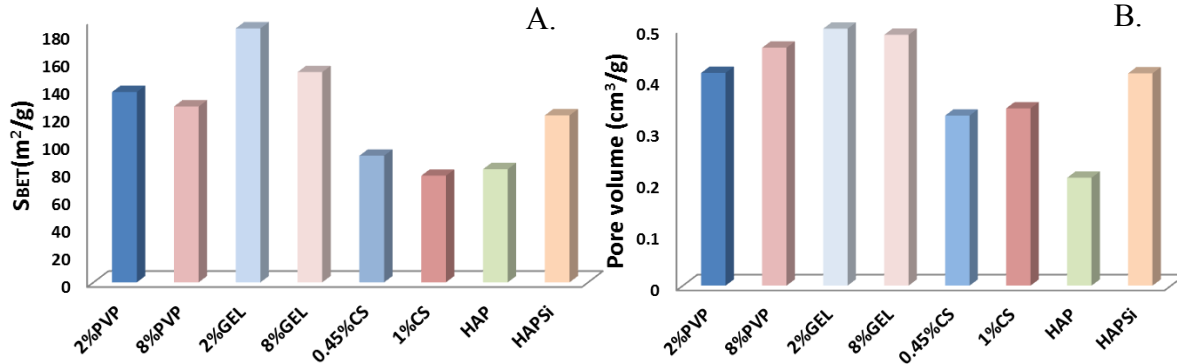 A.
180
160
140
120
100
80
60
40
20
0
SBET(m²/g)
2%PVP
8%PVP
2%GEL
8%GEL
0.45%CS
1%CS
HAP
HAPSi
B.
0.5
0.4
0.3
0.2
0.1
0
Pore volume (cm³/g)
2%PVP
8%PVP
2%GEL
8%GEL
0.45%CS
1%CS
HAP
HAPSi